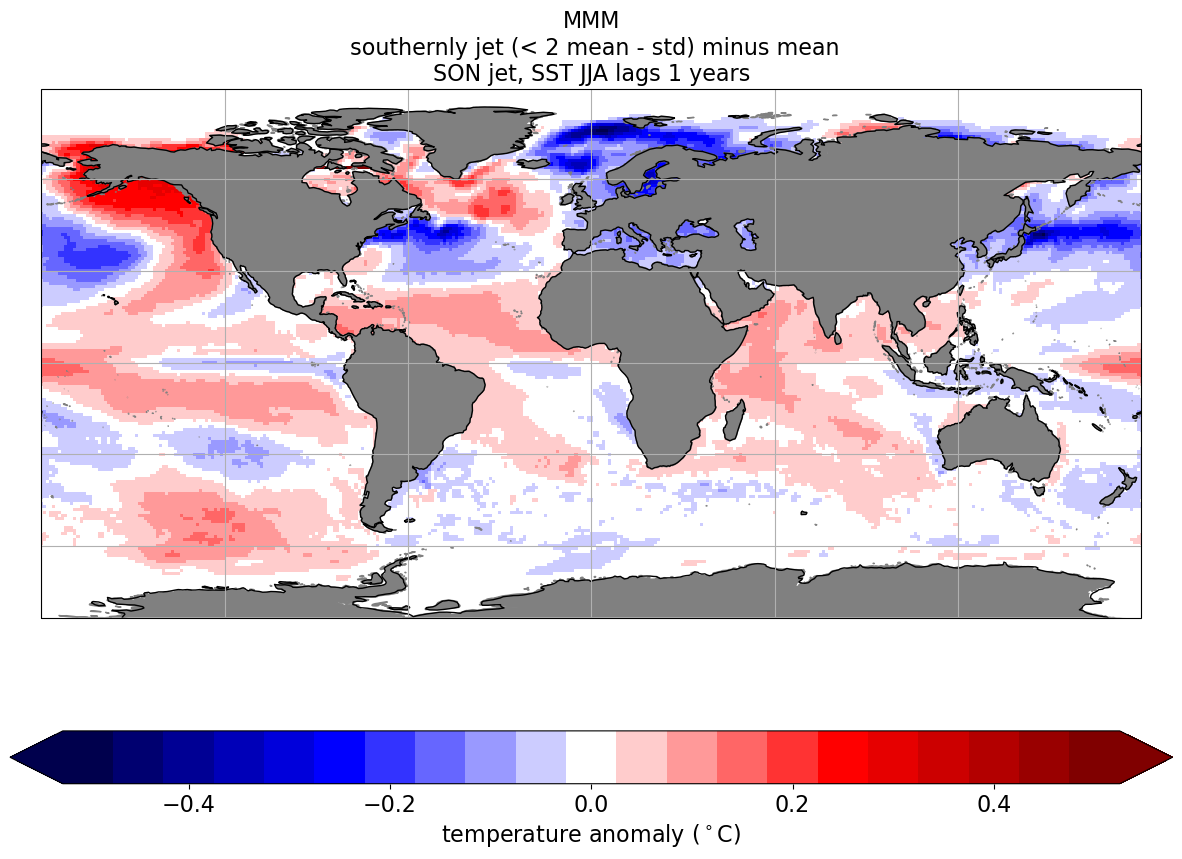 MMM
southernly jet (< 2 mean - std) minus mean
SON jet, SST JJA lags 1 years
−0.4 −0.2 0.0 0.2 0.4
temperature anomaly (°C)